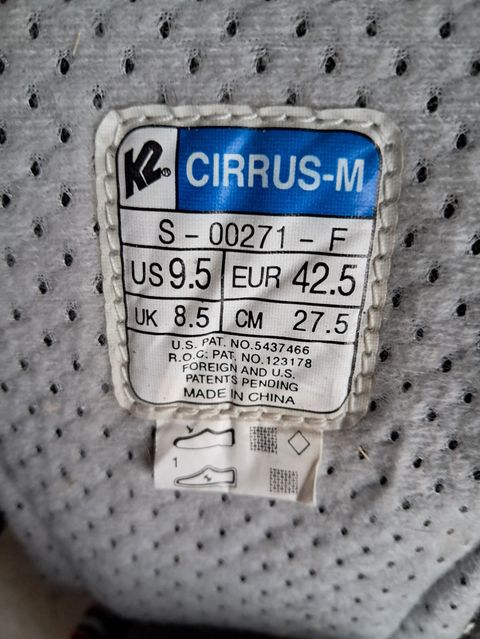 K2® CIRRUS-M
S - 00271 - F
US 9.5 EUR 42.5
UK 8.5 CM 27.5
U.S. PAT. NO.5437466
R.O.C. PAT. NO.123178
FOREIGN AND U.S.
PATENTS PENDING
MADE IN CHINA
1